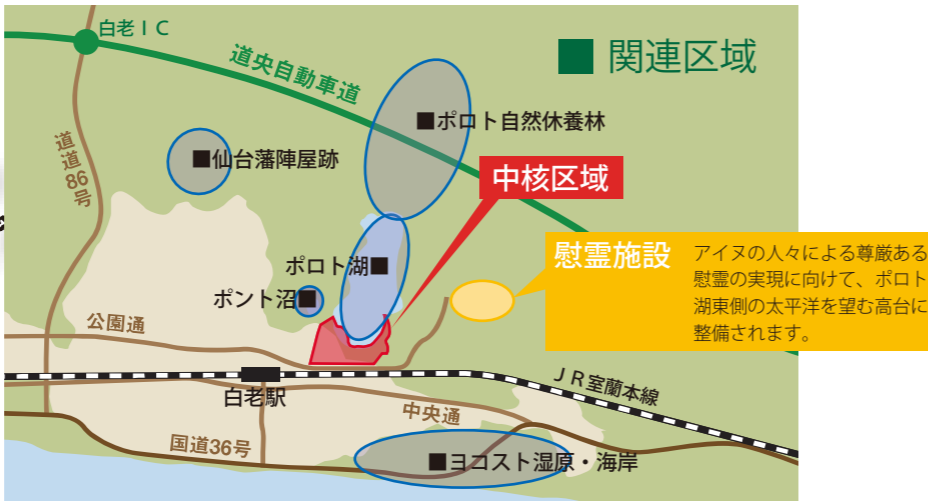 白老ＩＣ
道央自動車道
■ 関連区域
■ポロト自然休養林
道道86号
■仙台藩陣屋跡
中核区域
慰霊施設
アイヌの人々による尊厳ある
慰霊の実現に向けて、ポロト
湖東側の太平洋を望む高台に
整備されます。
ポロト湖■
ポント沼■
公園通
ＪＲ室蘭本線
白老駅
中央通
国道36号
■ヨコスト湿原・海岸